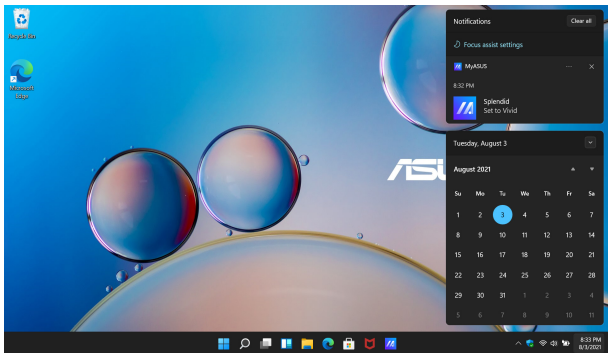 Recycle Bin
Microsoft
Edge
Notifications
Clear all
Focus assist settings
MyASUS
8:32 PM
Splendid
Set to Vivid
Tuesday, August 3
August 2021
Su Mo Tu We Th Fr Sa
1 2 3 4 5 6 7
8 9 10 11 12 13 14
15 16 17 18 19 20 21
22 23 24 25 26 27 28
29 30 31 1 2 3 4
5 6 7 8 9 10 11
8:33 PM
8/3/2021